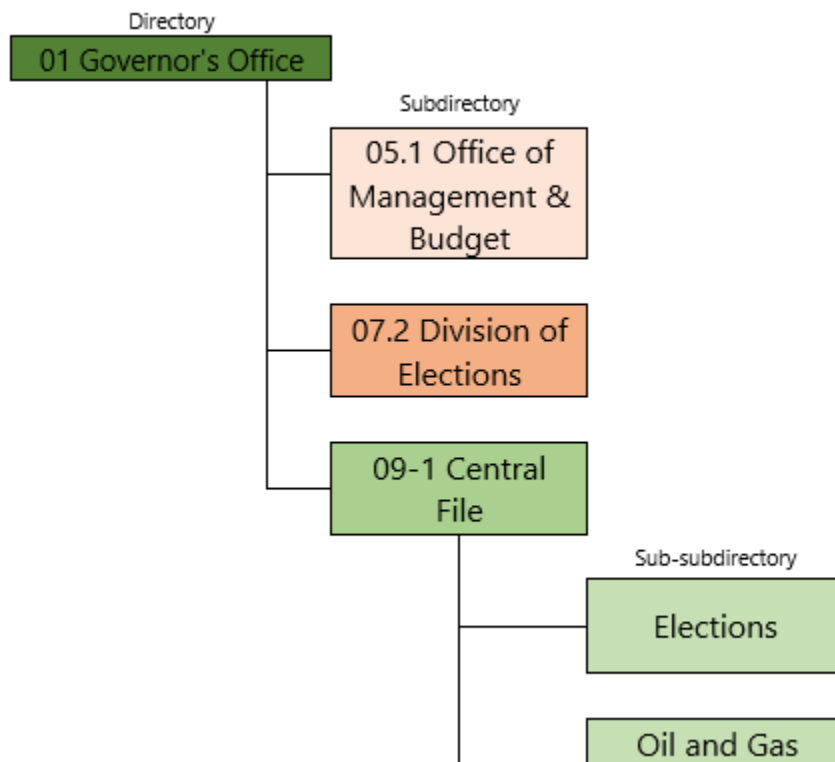 Directory
01 Governor's Office
Subdirectory
05.1 Office of
Management &
Budget
07.2 Division of
Elections
09-1 Central
File
Sub-subdirectory
Elections
Oil and Gas